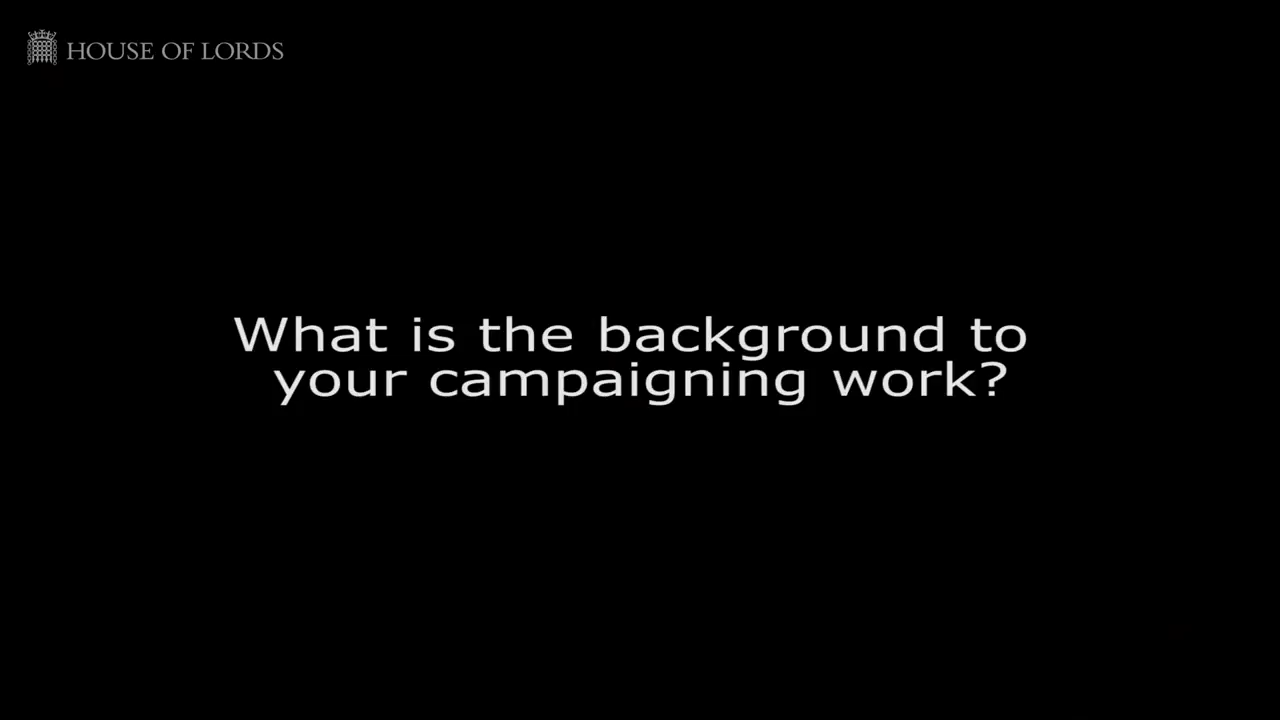 HOUSE OF LORDS
What is the background to
your campaigning work?